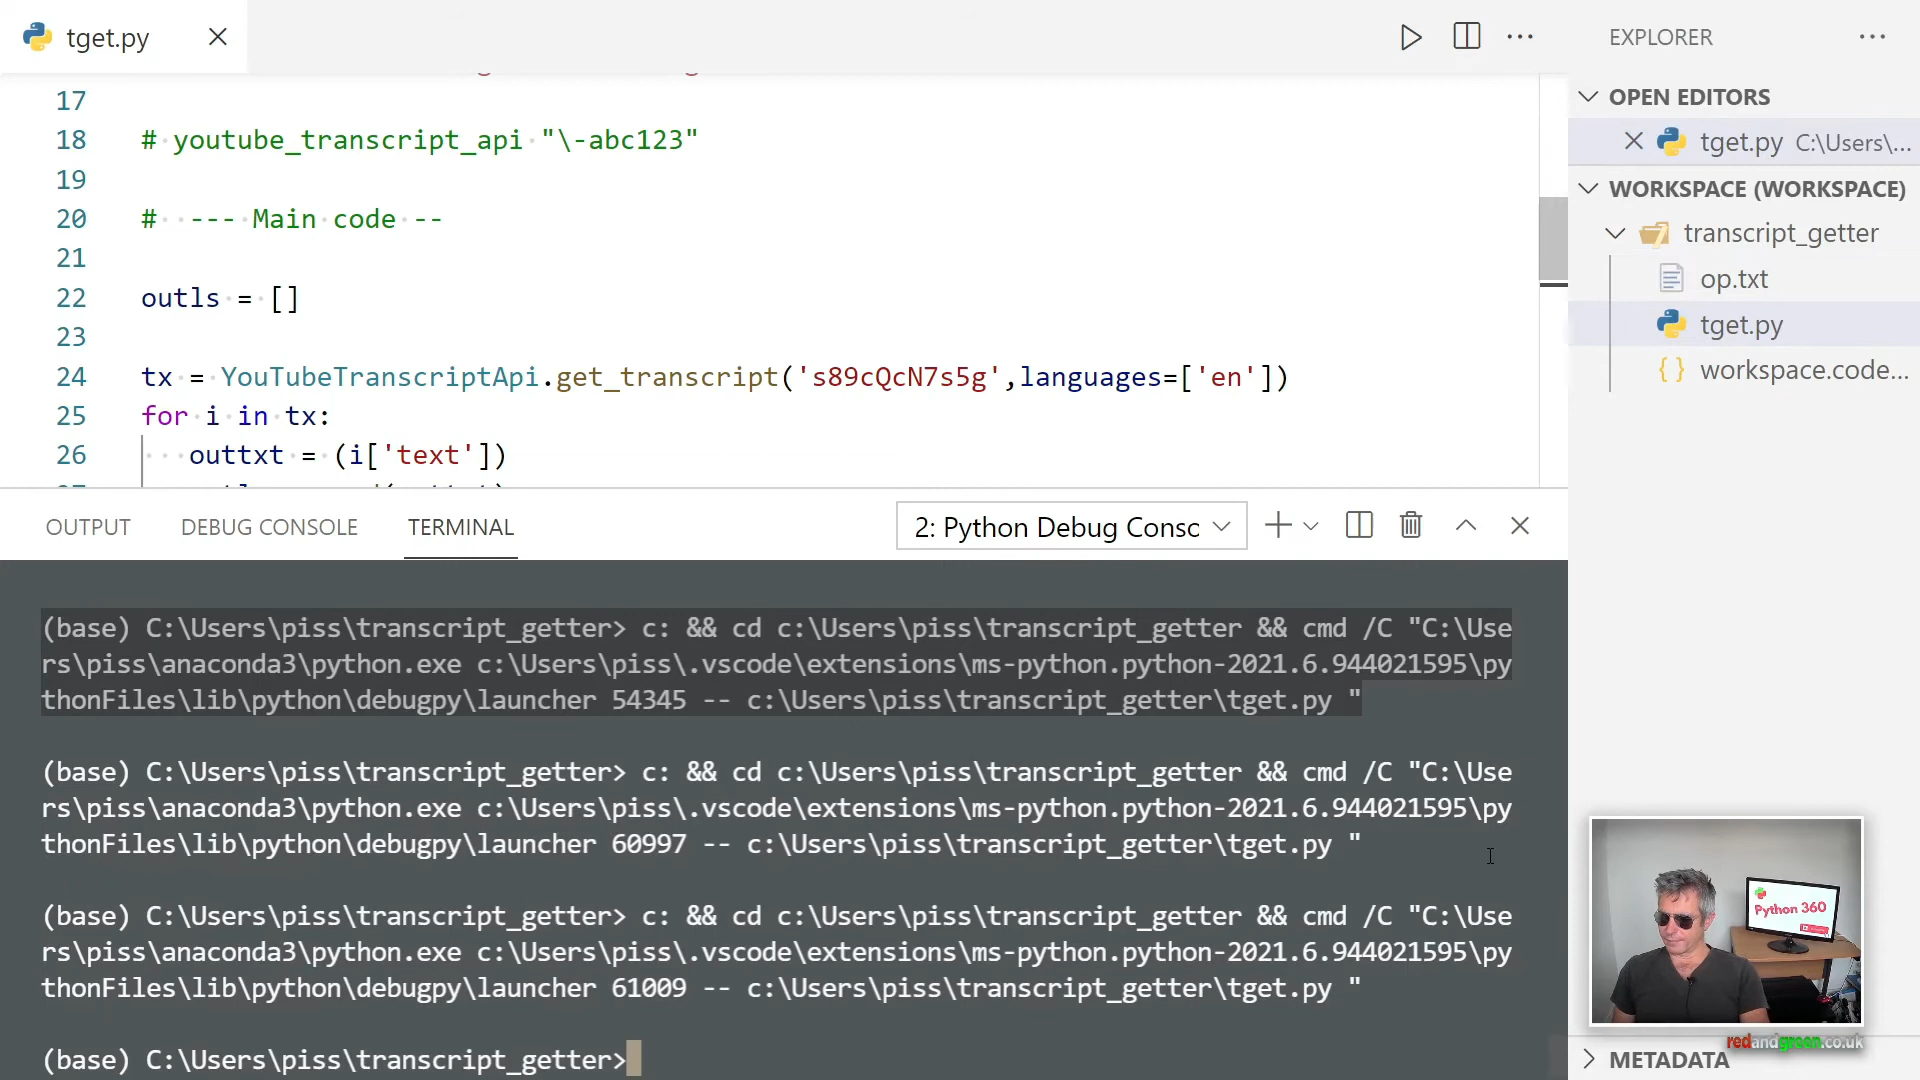 tget.py
17
18 # youtube_transcript_api "\-abc123"
19
20 # --- Main code --
21
22 outls = []
23
24 tx = YouTubeTranscriptApi.get_transcript('s89cQcN7s5g',languages=['en'])
25 for i in tx:
26 outtxt = (i['text'])
OUTPUT DEBUG CONSOLE TERMINAL 2: Python Debug Consc
(base) C:\Users\piss\transcript_getter> c: && cd c:\Users\piss\transcript_getter && cmd /C "C:\Use
rs\piss\anaconda3\python.exe c:\Users\piss\.vscode\extensions\ms-python.python-2021.6.944021595\py
thonFiles\lib\python\debugpy\launcher 54345 -- c:\Users\piss\transcript_getter\tget.py "
(base) C:\Users\piss\transcript_getter> c: && cd c:\Users\piss\transcript_getter && cmd /C "C:\Use
rs\piss\anaconda3\python.exe c:\Users\piss\.vscode\extensions\ms-python.python-2021.6.944021595\py
thonFiles\lib\python\debugpy\launcher 60997 -- c:\Users\piss\transcript_getter\tget.py "
(base) C:\Users\piss\transcript_getter> c: && cd c:\Users\piss\transcript_getter && cmd /C "C:\Use
rs\piss\anaconda3\python.exe c:\Users\piss\.vscode\extensions\ms-python.python-2021.6.944021595\py
thonFiles\lib\python\debugpy\launcher 61009 -- c:\Users\piss\transcript_getter\tget.py "
(base) C:\Users\piss\transcript_getter>
EXPLORER
OPEN EDITORS
tget.py C:\Users\...
WORKSPACE (WORKSPACE)
transcript_getter
op.txt
tget.py
{} workspace.code...
Python 360
redandgreen.co.uk
METADATA